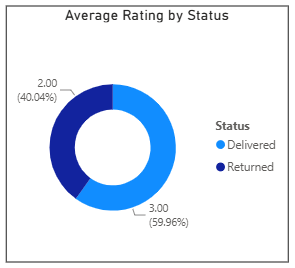 Average Rating by Status
2.00
(40.04%)
Status
Delivered
Returned
3.00
(59.96%)